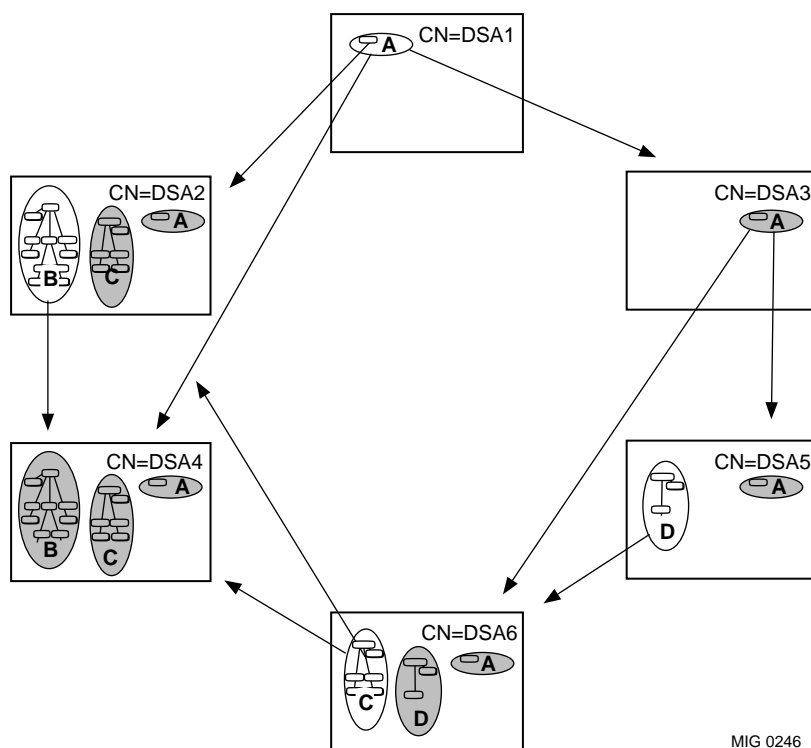 CN=DSA1
A
CN=DSA2
B
C
A
CN=DSA3
A
CN=DSA4
B
C
A
CN=DSA5
D
A
CN=DSA6
C
D
A
MIG 0246